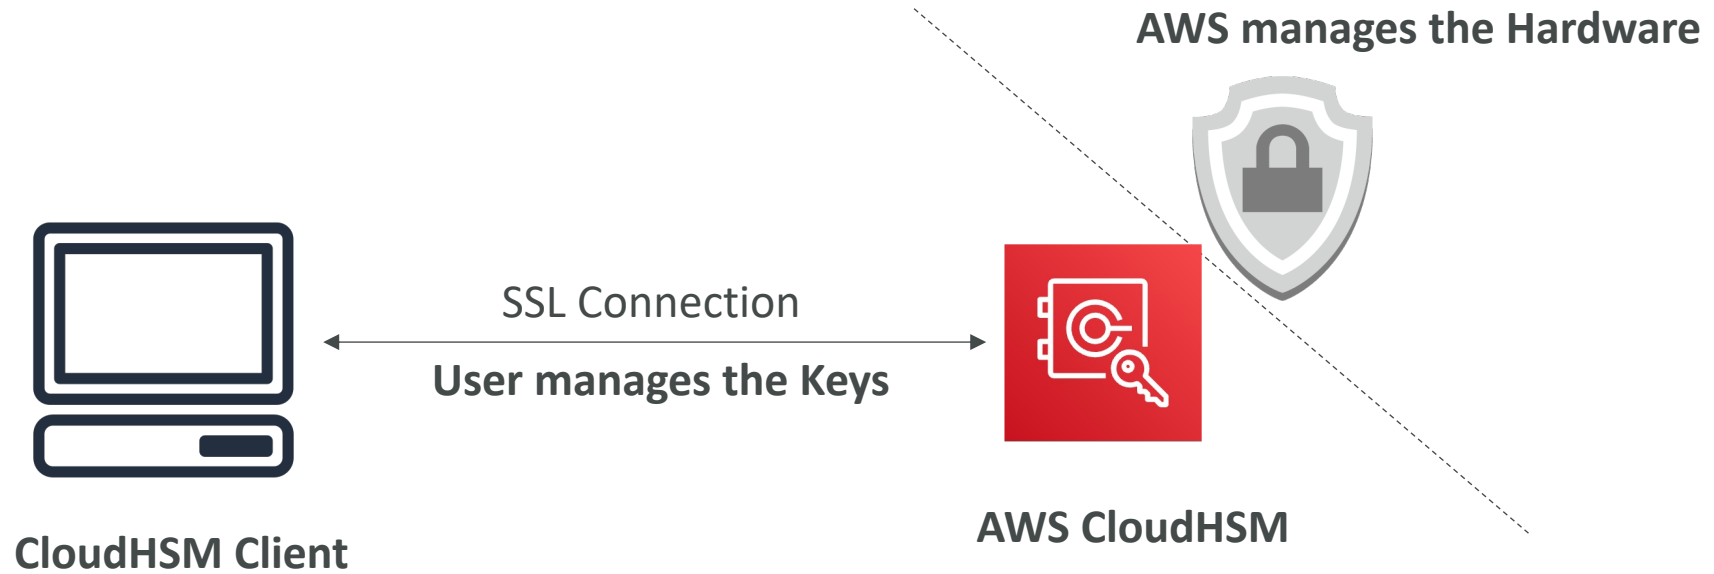 AWS manages the Hardware
SSL Connection
User manages the Keys
AWS CloudHSM
CloudHSM Client